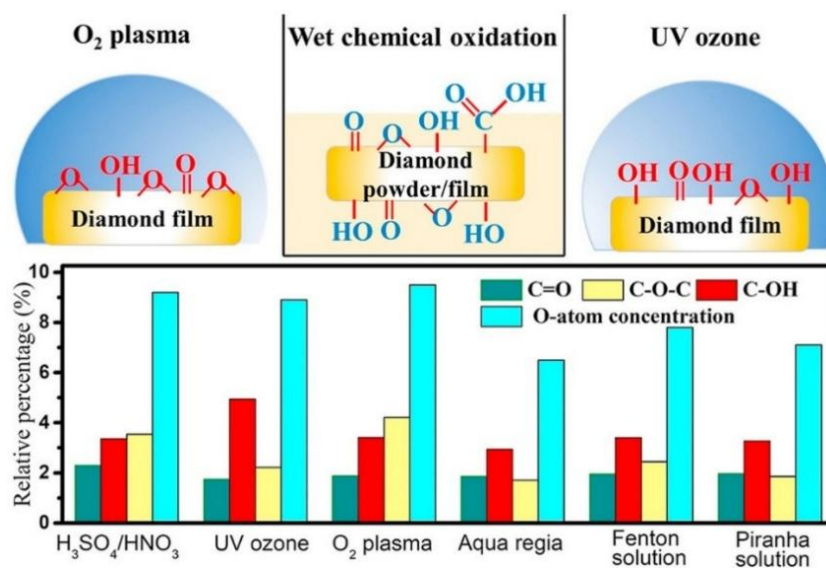 O₂ plasma
Wet chemical oxidation
UV ozone
O OH O O O
Diamond film
O O OH O C OH
Diamond
powder/film
HO O O HO
OH O OH O OH
Diamond film
Relative percentage (%)
10
8
6
4
2
0
C=O C-O-C C-OH
O-atom concentration
H₃SO₄/HNO₃
UV ozone
O₂ plasma
Aqua regia
Fenton
solution
Piranha
solution